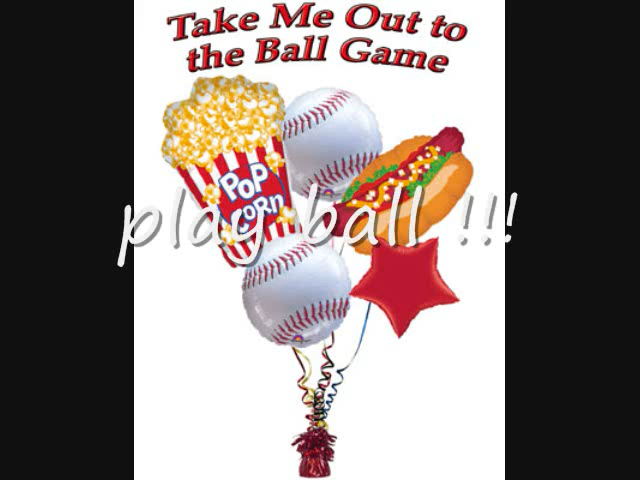 Take Me Out to
the Ball Game
POP
CORN
play ball !!!